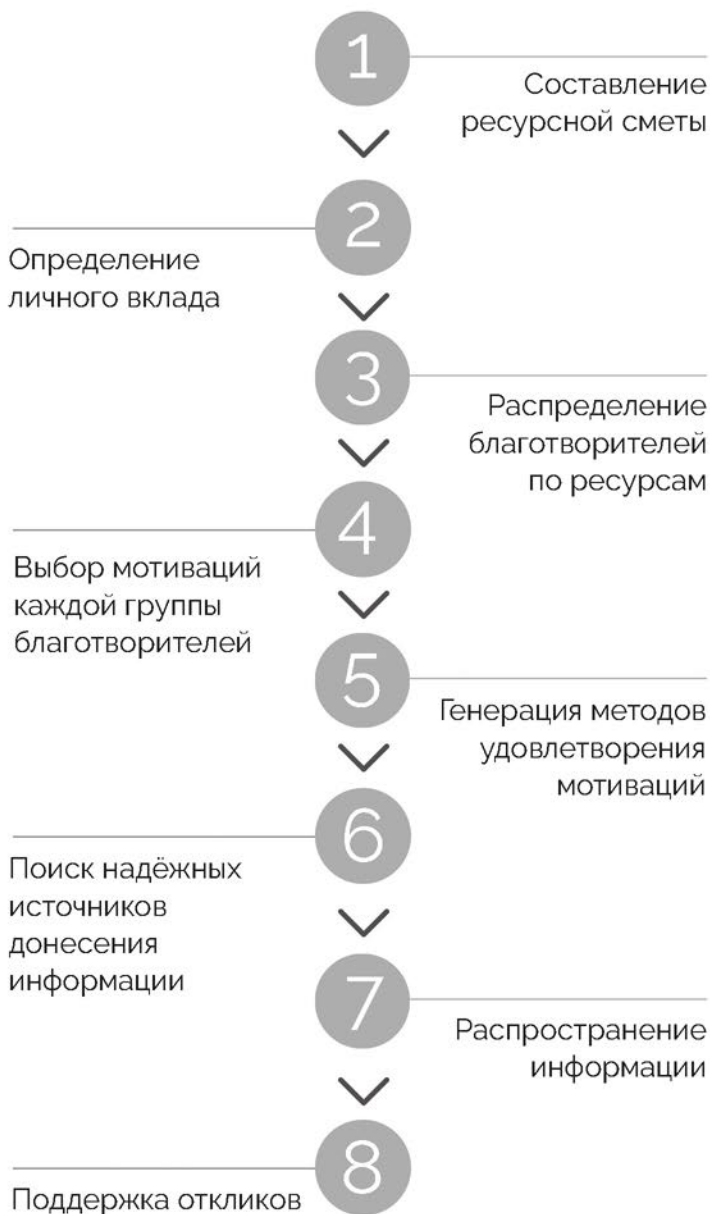 1
Составление
ресурсной сметы
2
Определение
личного вклада
3
Распределение
благотворителей
по ресурсам
4
Выбор мотиваций
каждой группы
благотворителей
5
Генерация методов
удовлетворения
мотиваций
6
Поиск надёжных
источников
донесения
информации
7
Распространение
информации
8
Поддержка откликов